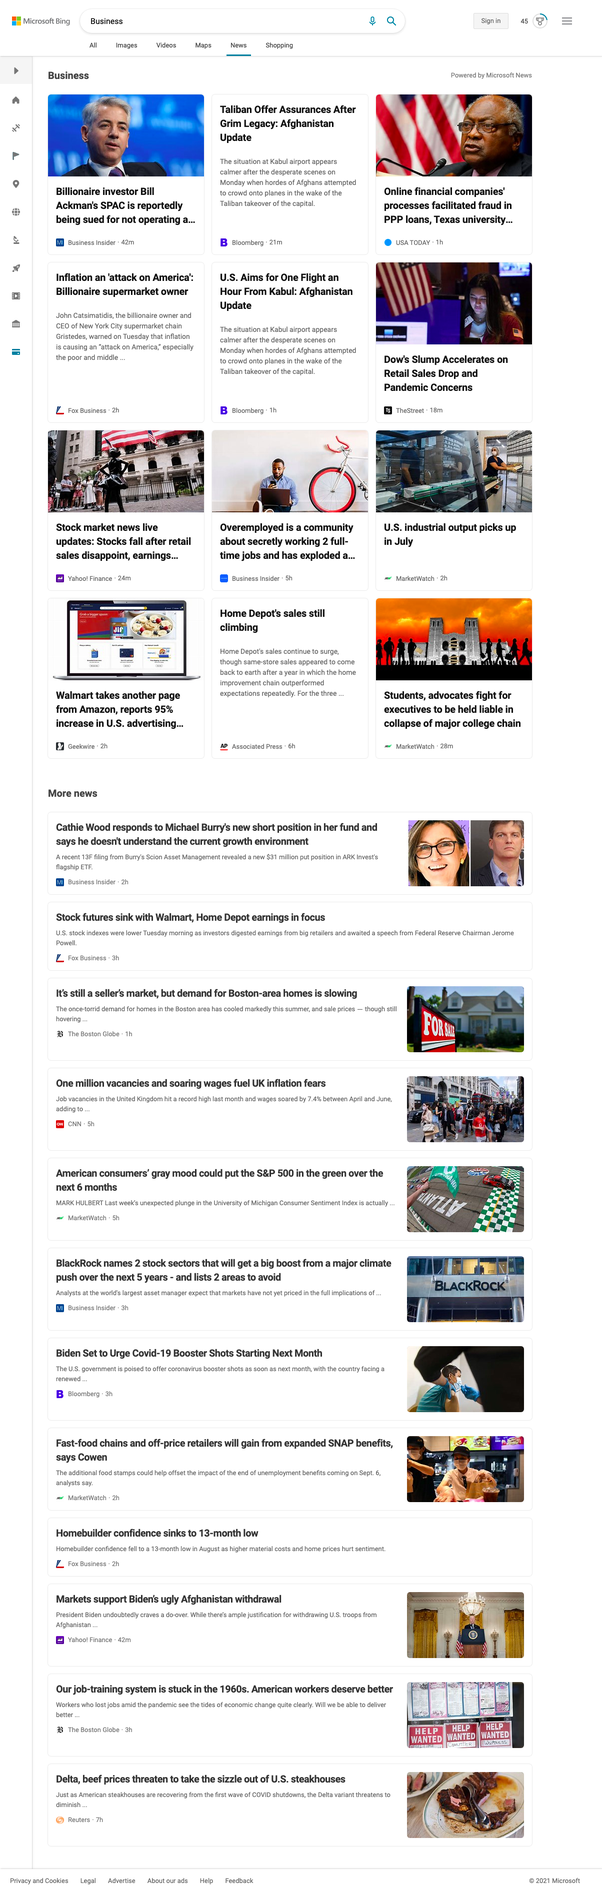 Microsoft Bing
Business
Sign in
45
All Images Videos Maps News Shopping
Business
Powered by Microsoft News
Billionaire investor Bill
Ackman's SPAC is reportedly
being sued for not operating a...
Business Insider · 42m
Taliban Offer Assurances After
Grim Legacy: Afghanistan
Update
The situation at Kabul airport appears
calmer after the desperate scenes on
Monday when hordes of Afghans attempted
to crowd onto planes in the wake of the
Taliban takeover of the capital.
Bloomberg · 21m
Online financial companies'
processes facilitated fraud in
PPP loans, Texas university...
USA TODAY · 1h
Inflation an 'attack on America':
Billionaire supermarket owner
John Catsimatidis, the billionaire owner and
CEO of New York City supermarket chain
Gristedes, warned on Tuesday that inflation
is causing an "attack on America," especially
the poor and middle ...
Fox Business · 2h
U.S. Aims for One Flight an
Hour From Kabul: Afghanistan
Update
The situation at Kabul airport appears
calmer after the desperate scenes on
Monday when hordes of Afghans attempted
to crowd onto planes in the wake of the
Taliban takeover of the capital.
Bloomberg · 1h
Dow's Slump Accelerates on
Retail Sales Drop and
Pandemic Concerns
TheStreet · 18m
Stock market news live
updates: Stocks fall after retail
sales disappoint, earnings...
Yahoo! Finance · 24m
Overemployed is a community
about secretly working 2 full-
time jobs and has exploded a...
Business Insider · 5h
U.S. industrial output picks up
in July
MarketWatch · 2h
Walmart takes another page
from Amazon, reports 95%
increase in U.S. advertising...
Geekwire · 2h
Home Depot's sales still
climbing
Home Depot's sales continue to surge,
though same-store sales appeared to come
back to earth after a year in which the home
improvement chain outperformed
expectations repeatedly. For the three ...
AP Associated Press · 6h
Students, advocates fight for
executives to be held liable in
collapse of major college chain
MarketWatch · 28m
More news
Cathie Wood responds to Michael Burry's new short position in her fund and
says he doesn't understand the current growth environment
A recent 13F filing from Burry's Scion Asset Management revealed a new $31 million put position in ARK Invest's
flagship ETF.
Business Insider · 2h
Stock futures sink with Walmart, Home Depot earnings in focus
U.S. stock indexes were lower Tuesday morning as investors digested earnings from big retailers and awaited a speech from Federal Reserve Chairman Jerome
Powell.
Fox Business · 3h
It's still a seller's market, but demand for Boston-area homes is slowing
The once-torrid demand for homes in the Boston area has cooled markedly this summer, and sale prices — though still
hovering ...
The Boston Globe · 1h
FOR SALE
One million vacancies and soaring wages fuel UK inflation fears
Job vacancies in the United Kingdom hit a record high last month and wages soared by 7.4% between April and June,
adding to ...
CNN · 5h
American consumers' gray mood could put the S&P 500 in the green over the
next 6 months
MARK HULBERT Last week's unexpected plunge in the University of Michigan Consumer Sentiment Index is actually ...
MarketWatch · 5h
ATLANTA
BlackRock names 2 stock sectors that will get a big boost from a major climate
push over the next 5 years - and lists 2 areas to avoid
Analysts at the world's largest asset manager expect that markets have not yet priced in the full implications of ...
Business Insider · 3h
BLACKROCK
Biden Set to Urge Covid-19 Booster Shots Starting Next Month
The U.S. government is poised to offer coronavirus booster shots as soon as next month, with the country facing a
renewed ...
Bloomberg · 3h
Fast-food chains and off-price retailers will gain from expanded SNAP benefits,
says Cowen
The additional food stamps could help offset the impact of the end of unemployment benefits coming on Sept. 6,
analysts say.
MarketWatch · 2h
Homebuilder confidence sinks to 13-month low
Homebuilder confidence fell to a 13-month low in August as higher material costs and home prices hurt sentiment.
Fox Business · 2h
Markets support Biden's ugly Afghanistan withdrawal
President Biden undoubtedly craves a do-over. While there's ample justification for withdrawing U.S. troops from
Afghanistan ...
Yahoo! Finance · 42m
Our job-training system is stuck in the 1960s. American workers deserve better
Workers who lost jobs amid the pandemic see the tides of economic change quite clearly. Will we be able to deliver
better ...
The Boston Globe · 3h
HELP WANTED HELP WANTED HELP WANTED
Delta, beef prices threaten to take the sizzle out of U.S. steakhouses
Just as American steakhouses are recovering from the first wave of COVID shutdowns, the Delta variant threatens to
diminish ...
Reuters · 7h
Privacy and Cookies Legal Advertise About our ads Help Feedback
© 2021 Microsoft